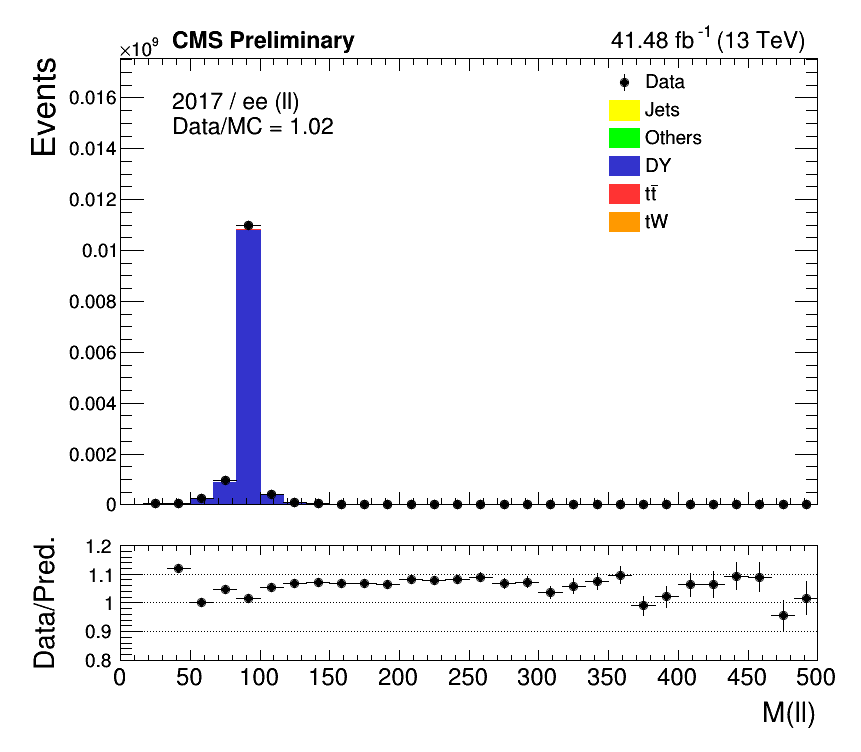 ×10⁹ CMS Preliminary 41.48 fb⁻¹ (13 TeV)
Events
2017 / ee (ll)
Data/MC = 1.02
Data
Jets
Others
DY
tt̄
tW
0.016
0.014
0.012
0.01
0.008
0.006
0.004
0.002
0
Data/Pred.
1.2
1.1
1
0.9
0.8
0 50 100 150 200 250 300 350 400 450 500
M(ll)